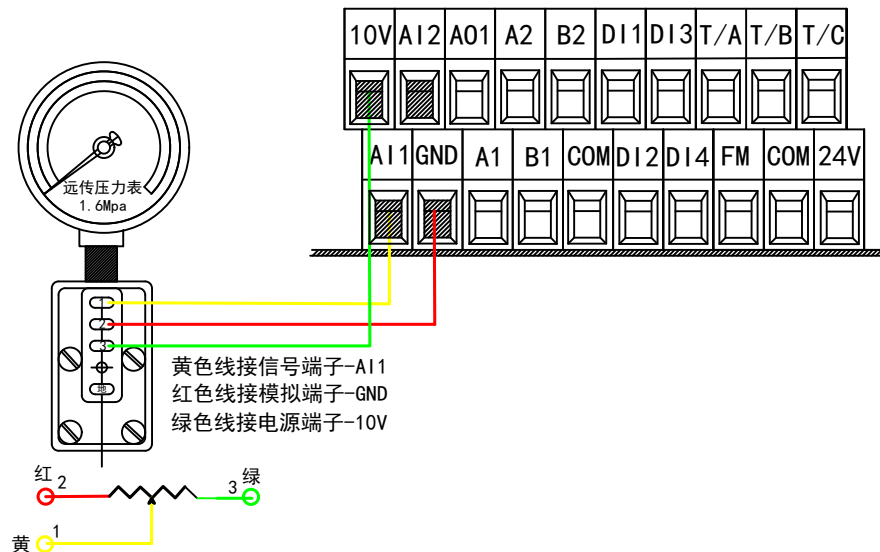 10V AI2 AO1 A2 B2 DI1 DI3 T/A T/B T/C
AI1 GND A1 B1 COM DI2 DI4 FM COM 24V
远传压力表
1.6Mpa
1
2
3
地
黄色线接信号端子-AI1
红色线接模拟端子-GND
绿色线接电源端子-10V
红 2 3 绿
黄 1